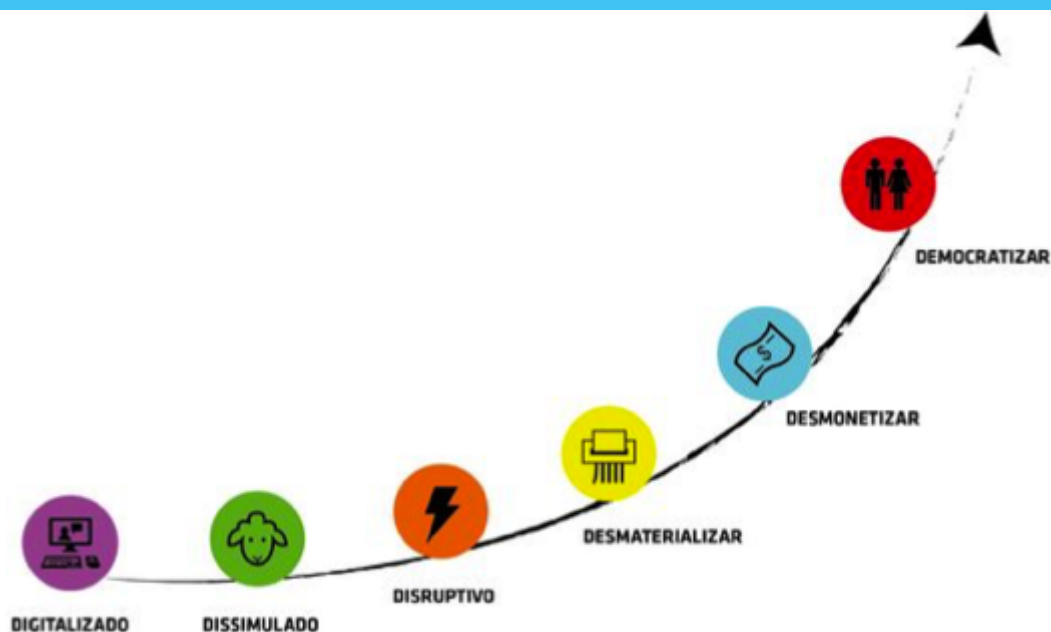 DEMOCRATIZAR
DESMONETIZAR
$
DESMATERIALIZAR
DISRUPTIVO
DIGITALIZADO
DISSIMULADO